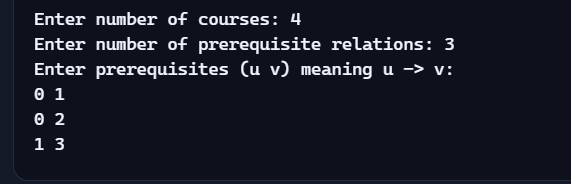 Enter number of courses: 4
Enter number of prerequisite relations: 3
Enter prerequisites (u v) meaning u -> v:
0 1
0 2
1 3